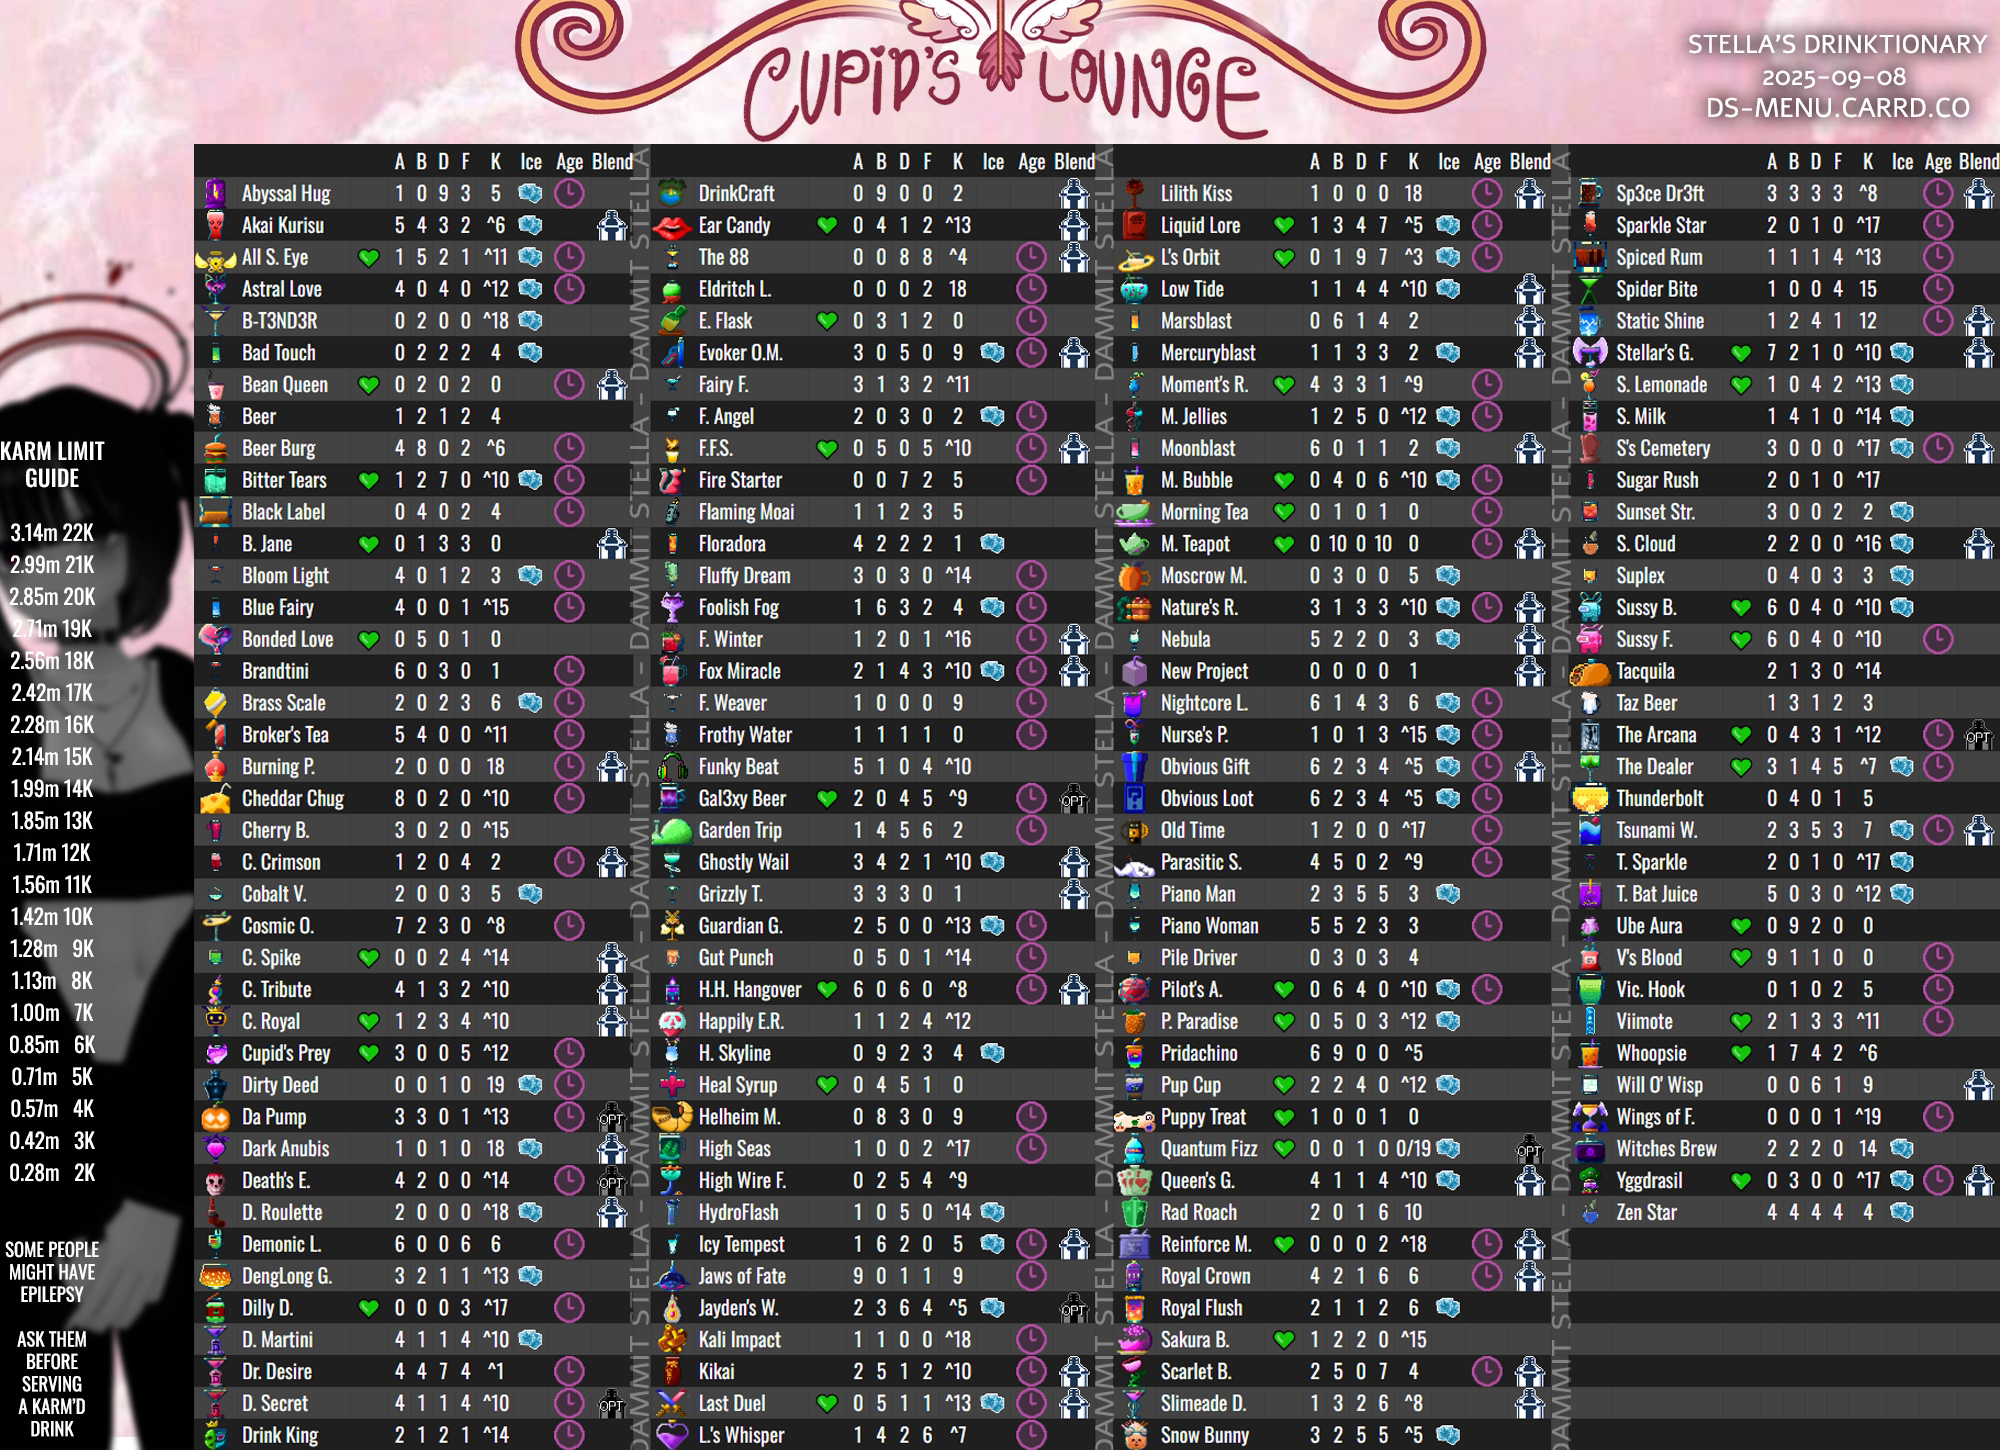 CUPID'S LOUNGE
STELLA'S DRINKTIONARY
2025-09-08
DS-MENU.CARRD.CO
KARM LIMIT
GUIDE
3.14m 22K
2.99m 21K
2.85m 20K
2.71m 19K
2.56m 18K
2.42m 17K
2.28m 16K
2.14m 15K
1.99m 14K
1.85m 13K
1.71m 12K
1.56m 11K
1.42m 10K
1.28m 9K
1.13m 8K
1.00m 7K
0.85m 6K
0.71m 5K
0.57m 4K
0.42m 3K
0.28m 2K
SOME PEOPLE
MIGHT HAVE
EPILEPSY
ASK THEM
BEFORE
SERVING
A KARM'D
DRINK
A B D F K Ice Age Blend
Abyssal Hug 1 0 9 3 5
Akai Kurisu 5 4 3 2 ^6
All S. Eye 1 5 2 1 ^11
Astral Love 4 0 4 0 ^12
B-T3ND3R 0 2 0 0 ^18
Bad Touch 0 2 2 2 4
Bean Queen 0 2 0 2 0
Beer 1 2 1 2 4
Beer Burg 4 8 0 2 ^6
Bitter Tears 1 2 7 0 ^10
Black Label 0 4 0 2 4
B. Jane 0 1 3 3 0
Bloom Light 4 0 1 2 3
Blue Fairy 4 0 0 1 ^15
Bonded Love 0 5 0 1 0
Brandtini 6 0 3 0 1
Brass Scale 2 0 2 3 6
Broker's Tea 5 4 0 0 ^11
Burning P. 2 0 0 0 18
Cheddar Chug 8 0 2 0 ^10
Cherry B. 3 0 2 0 ^15
C. Crimson 1 2 0 4 2
Cobalt V. 2 0 0 3 5
Cosmic O. 7 2 3 0 ^8
C. Spike 0 0 2 4 ^14
C. Tribute 4 1 3 2 ^10
C. Royal 1 2 3 4 ^10
Cupid's Prey 3 0 0 5 ^12
Dirty Deed 0 0 1 0 19
Da Pump 3 3 0 1 ^13 OPT
Dark Anubis 1 0 1 0 18
Death's E. 4 2 0 0 ^14 OPT
D. Roulette 2 0 0 0 ^18
Demonic L. 6 0 0 6 6
DengLong G. 3 2 1 1 ^13
Dilly D. 0 0 0 3 ^17
D. Martini 4 1 1 4 ^10
Dr. Desire 4 4 7 4 ^1
D. Secret 4 1 1 4 ^10 OPT
Drink King 2 1 2 1 ^14
DAMMIT STELLA - DAMMIT STELLA - DAMMIT STELLA - DAMMIT STELLA
A B D F K Ice Age Blend
DrinkCraft 0 9 0 0 2
Ear Candy 0 4 1 2 ^13
The 88 0 0 8 8 ^4
Eldritch L. 0 0 0 2 18
E. Flask 0 3 1 2 0
Evoker O.M. 3 0 5 0 9
Fairy F. 3 1 3 2 ^11
F. Angel 2 0 3 0 2
F.F.S. 0 5 0 5 ^10
Fire Starter 0 0 7 2 5
Flaming Moai 1 1 2 3 5
Floradora 4 2 2 2 1
Fluffy Dream 3 0 3 0 ^14
Foolish Fog 1 6 3 2 4
F. Winter 1 2 0 1 ^16
Fox Miracle 2 1 4 3 ^10
F. Weaver 1 0 0 0 9
Frothy Water 1 1 1 1 0
Funky Beat 5 1 0 4 ^10
Gal3xy Beer 2 0 4 5 ^9 OPT
Garden Trip 1 4 5 6 2
Ghostly Wail 3 4 2 1 ^10
Grizzly T. 3 3 3 0 1
Guardian G. 2 5 0 0 ^13
Gut Punch 0 5 0 1 ^14
H.H. Hangover 6 0 6 0 ^8
Happily E.R. 1 1 2 4 ^12
H. Skyline 0 9 2 3 4
Heal Syrup 0 4 5 1 0
Helheim M. 0 8 3 0 9
High Seas 1 0 0 2 ^17
High Wire F. 0 2 5 4 ^9
HydroFlash 1 0 5 0 ^14
Icy Tempest 1 6 2 0 5
Jaws of Fate 9 0 1 1 9
Jayden's W. 2 3 6 4 ^5 OPT
Kali Impact 1 1 0 0 ^18
Kikai 2 5 1 2 ^10
Last Duel 0 5 1 1 ^13
L.'s Whisper 1 4 2 6 ^7
DAMMIT STELLA - DAMMIT STELLA - DAMMIT STELLA - DAMMIT STELLA
A B D F K Ice Age Blend
Lilith Kiss 1 0 0 0 18
Liquid Lore 1 3 4 7 ^5
L's Orbit 0 1 9 7 ^3
Low Tide 1 1 4 4 ^10
Marsblast 0 6 1 4 2
Mercuryblast 1 1 3 3 2
Moment's R. 4 3 3 1 ^9
M. Jellies 1 2 5 0 ^12
Moonblast 6 0 1 1 2
M. Bubble 0 4 0 6 ^10
Morning Tea 0 1 0 1 0
M. Teapot 0 10 0 10 0
Moscrow M. 0 3 0 0 5
Nature's R. 3 1 3 3 ^10
Nebula 5 2 2 0 3
New Project 0 0 0 0 1
Nightcore L. 6 1 4 3 6
Nurse's P. 1 0 1 3 ^15
Obvious Gift 6 2 3 4 ^5
Obvious Loot 6 2 3 4 ^5
Old Time 1 2 0 0 ^17
Parasitic S. 4 5 0 2 ^9
Piano Man 2 3 5 5 3
Piano Woman 5 5 2 3 3
Pile Driver 0 3 0 3 4
Pilot's A. 0 6 4 0 ^10
P. Paradise 0 5 0 3 ^12
Pridachino 6 9 0 0 ^5
Pup Cup 2 2 4 0 ^12
Puppy Treat 1 0 0 1 0
Quantum Fizz 0 0 1 0 0/19 OPT
Queen's G. 4 1 1 4 ^10
Rad Roach 2 0 1 6 10
Reinforce M. 0 0 0 2 ^18
Royal Crown 4 2 1 6 6
Royal Flush 2 1 1 2 6
Sakura B. 1 2 2 0 ^15
Scarlet B. 2 5 0 7 4
Slimeade D. 1 3 2 6 ^8
Snow Bunny 3 2 5 5 ^5
DAMMIT STELLA - DAMMIT STELLA - DAMMIT STELLA - DAMMIT STELLA
A B D F K Ice Age Blend
Sp3ce Dr3ft 3 3 3 3 ^8
Sparkle Star 2 0 1 0 ^17
Spiced Rum 1 1 1 4 ^13
Spider Bite 1 0 0 4 15
Static Shine 1 2 4 1 12
Stellar's G. 7 2 1 0 ^10
S. Lemonade 1 0 4 2 ^13
S. Milk 1 4 1 0 ^14
S's Cemetery 3 0 0 0 ^17
Sugar Rush 2 0 1 0 ^17
Sunset Str. 3 0 0 2 2
S. Cloud 2 2 0 0 ^16
Suplex 0 4 0 3 3
Sussy B. 6 0 4 0 ^10
Sussy F. 6 0 4 0 ^10
Tacquila 2 1 3 0 ^14
Taz Beer 1 3 1 2 3
The Arcana 0 4 3 1 ^12 OPT
The Dealer 3 1 4 5 ^7
Thunderbolt 0 4 0 1 5
Tsunami W. 2 3 5 3 7
T. Sparkle 2 0 1 0 ^17
T. Bat Juice 5 0 3 0 ^12
Ube Aura 0 9 2 0 0
V's Blood 9 1 1 0 0
Vic. Hook 0 1 0 2 5
Viimote 2 1 3 3 ^11
Whoopsie 1 7 4 2 ^6
Will O' Wisp 0 0 6 1 9
Wings of F. 0 0 0 1 ^19
Witches Brew 2 2 2 0 14
Yggdrasil 0 3 0 0 ^17
Zen Star 4 4 4 4 4